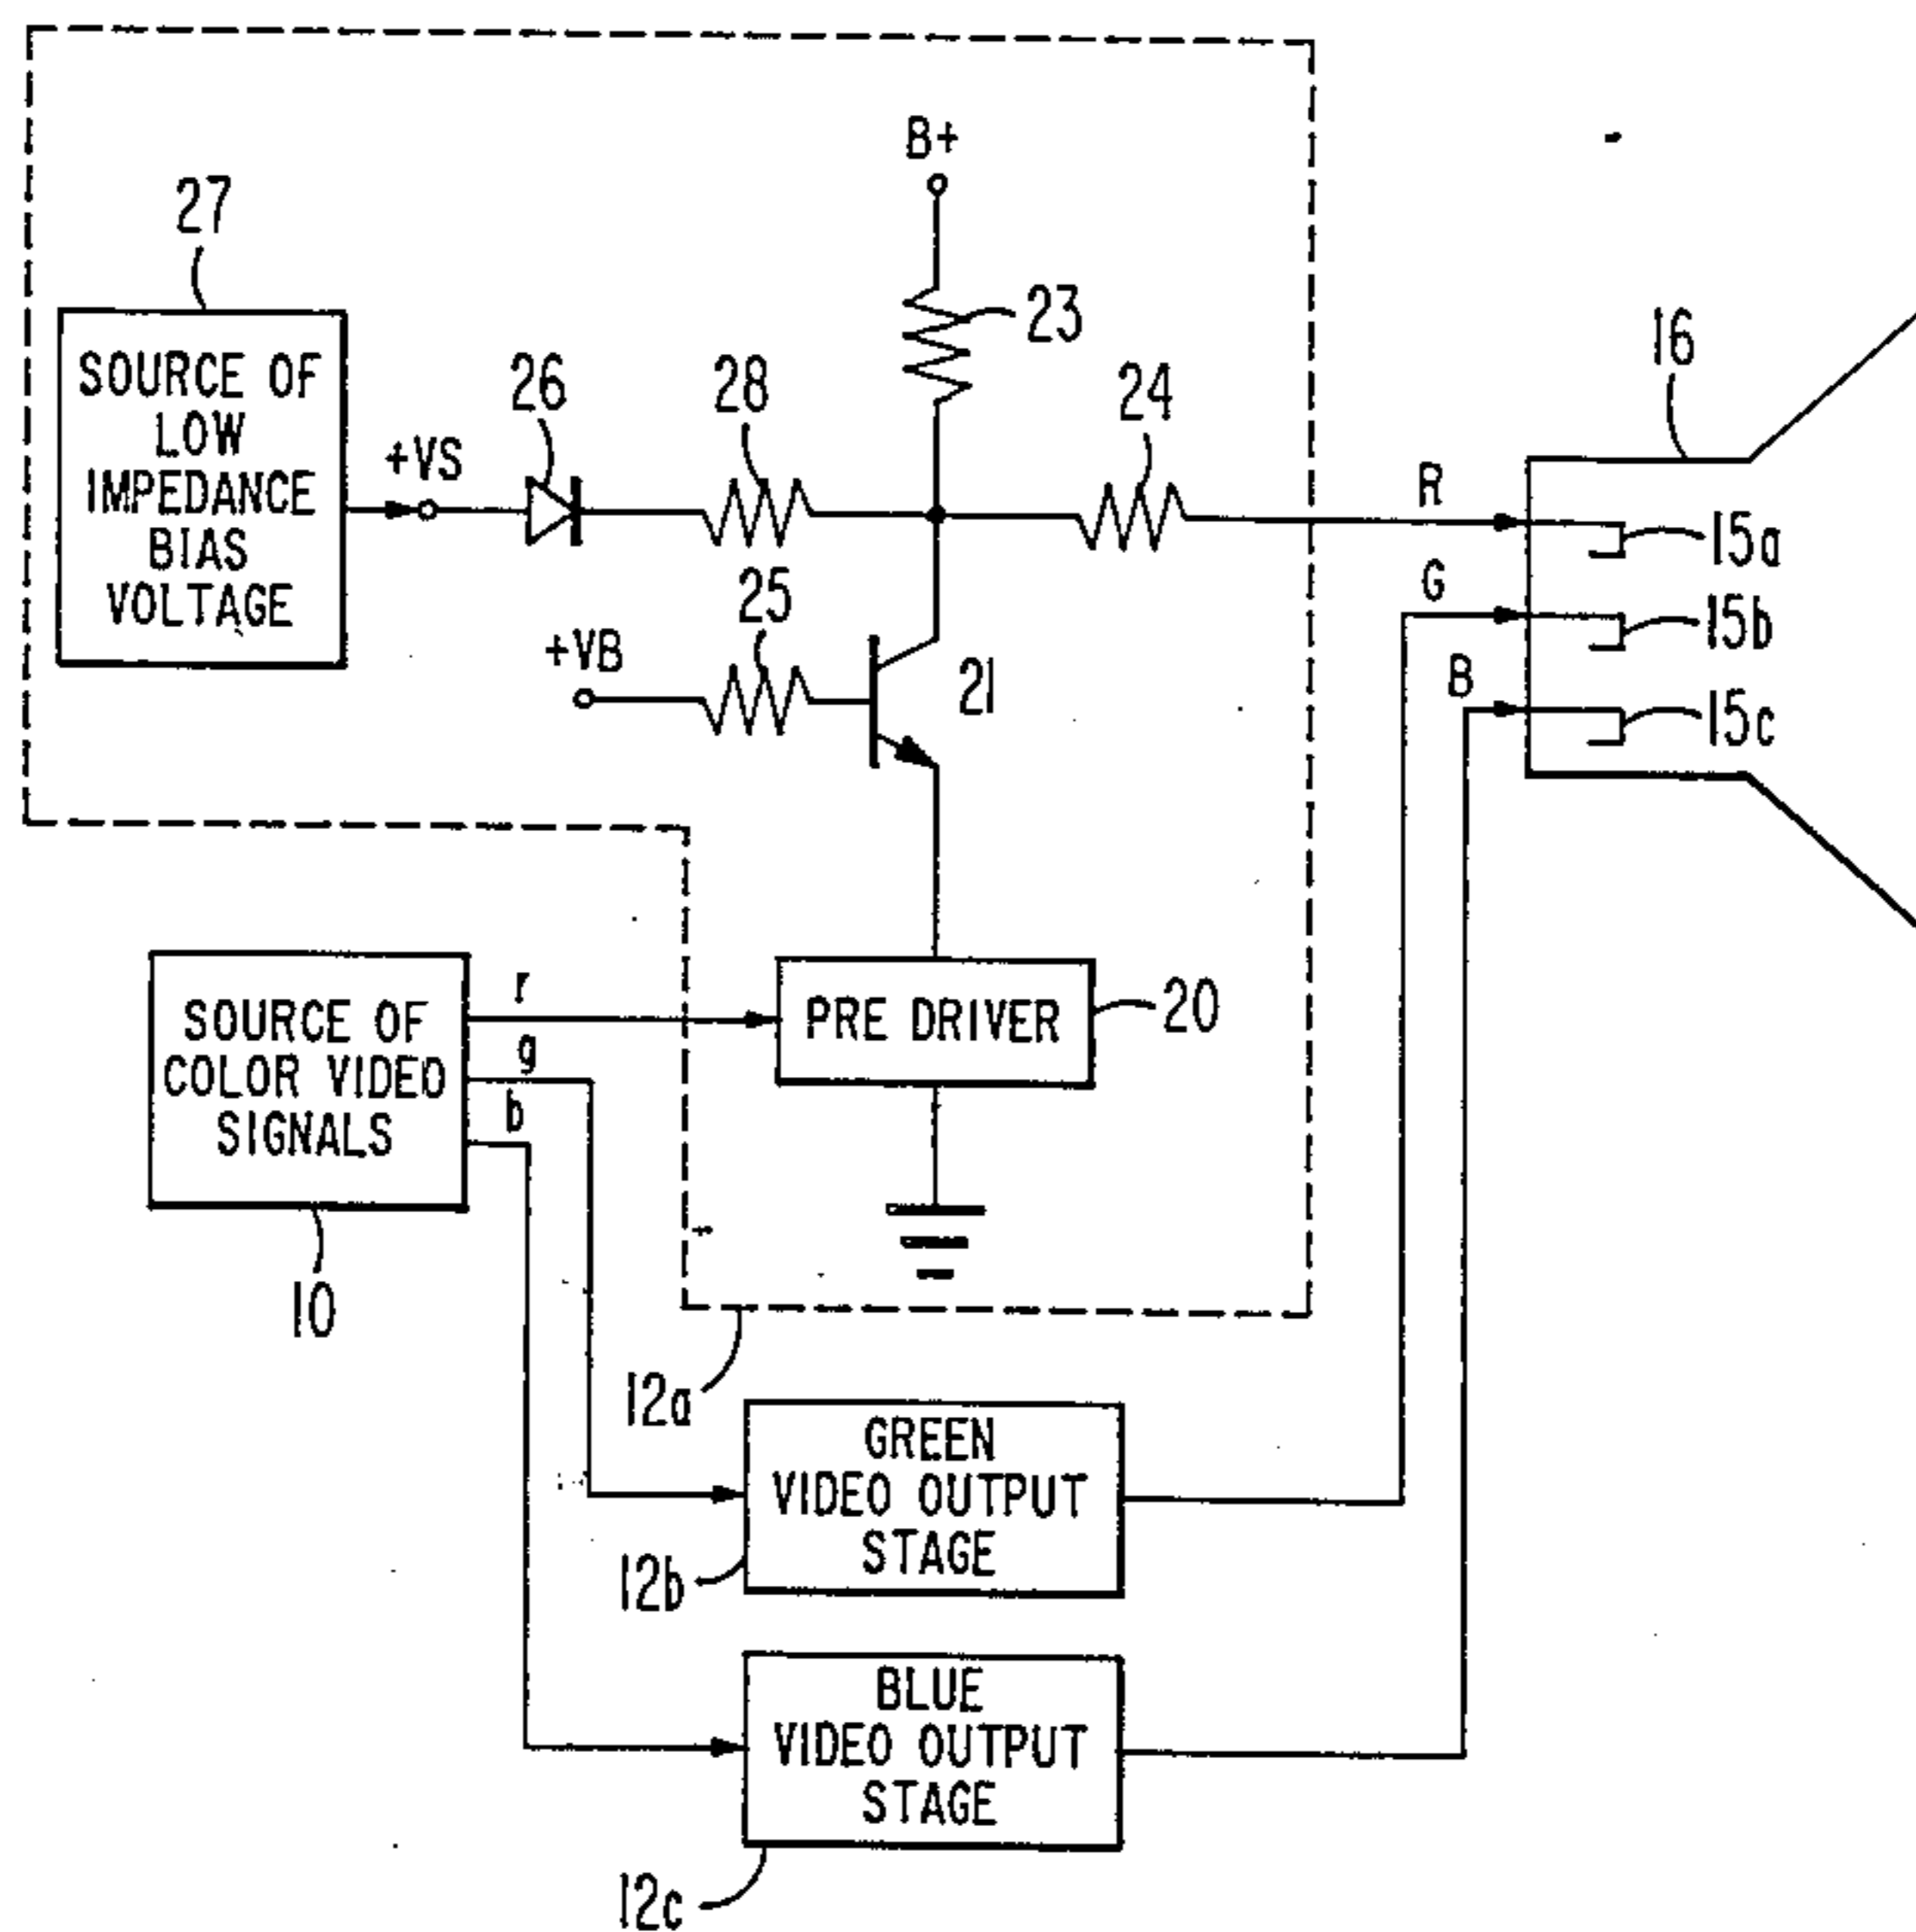 B+
27
23
SOURCE OF
LOW
IMPEDANCE
BIAS
VOLTAGE
+VS
26
28
24
16
R
15a
G
15b
B
15c
25
+VB
21
SOURCE OF
COLOR VIDEO
SIGNALS
r
g
b
PRE DRIVER
20
10
12a
GREEN
VIDEO OUTPUT
STAGE
12b
BLUE
VIDEO OUTPUT
STAGE
12c